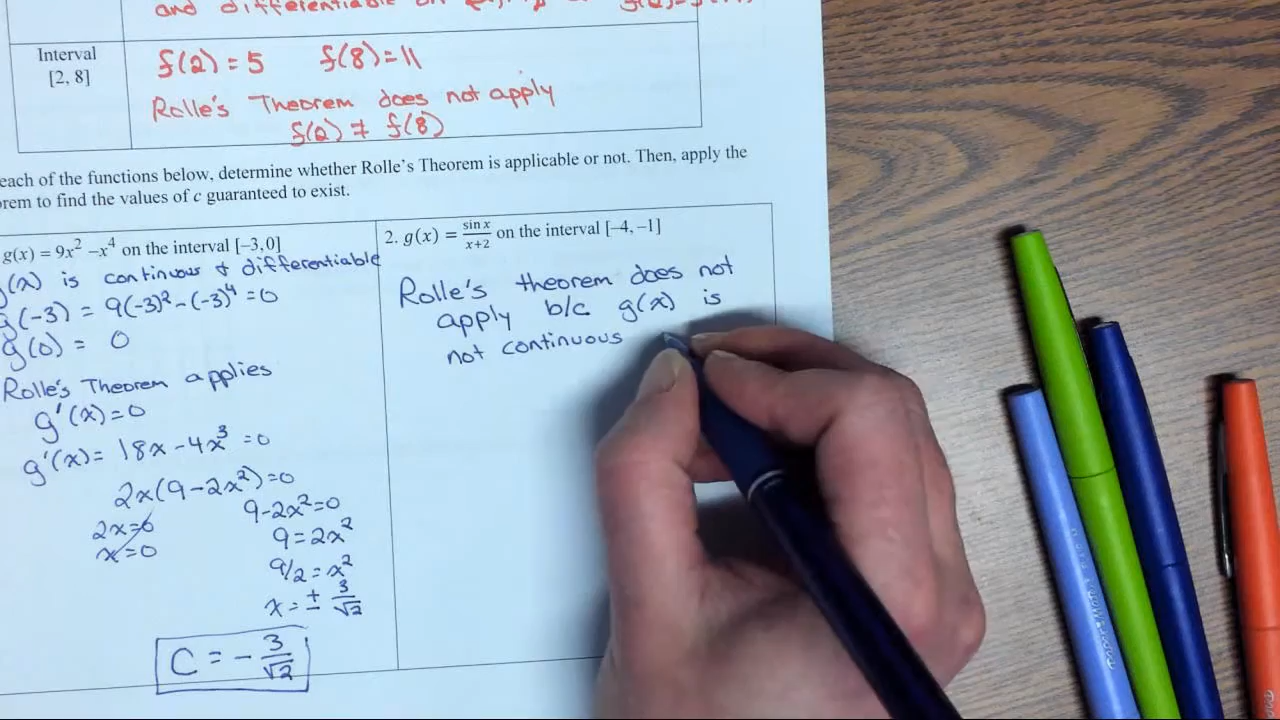 and differentiable on
Interval
[2, 8]
f(2) = 5 f(8) = 11
Rolle's Theorem does not apply
f(2) ≠ f(8)
each of the functions below, determine whether Rolle's Theorem is applicable or not. Then, apply the
orem to find the values of c guaranteed to exist.
g(x) = 9x² –x⁴ on the interval [–3,0]
g(x) is continuous & differentiable
g(-3) = 9(-3)² - (-3)⁴ = 0
g(0) = 0
Rolle's Theorem applies
g'(x) = 0
g'(x) = 18x - 4x³ = 0
2x(9 - 2x²) = 0
2x = 0
x = 0
9 - 2x² = 0
9 = 2x²
9/2 = x²
x = ± 3/√2
C = - 3/√2
2. g(x) = sin x/x+2 on the interval [–4, –1]
Rolle's theorem does not
apply b/c g(x) is
not continuous